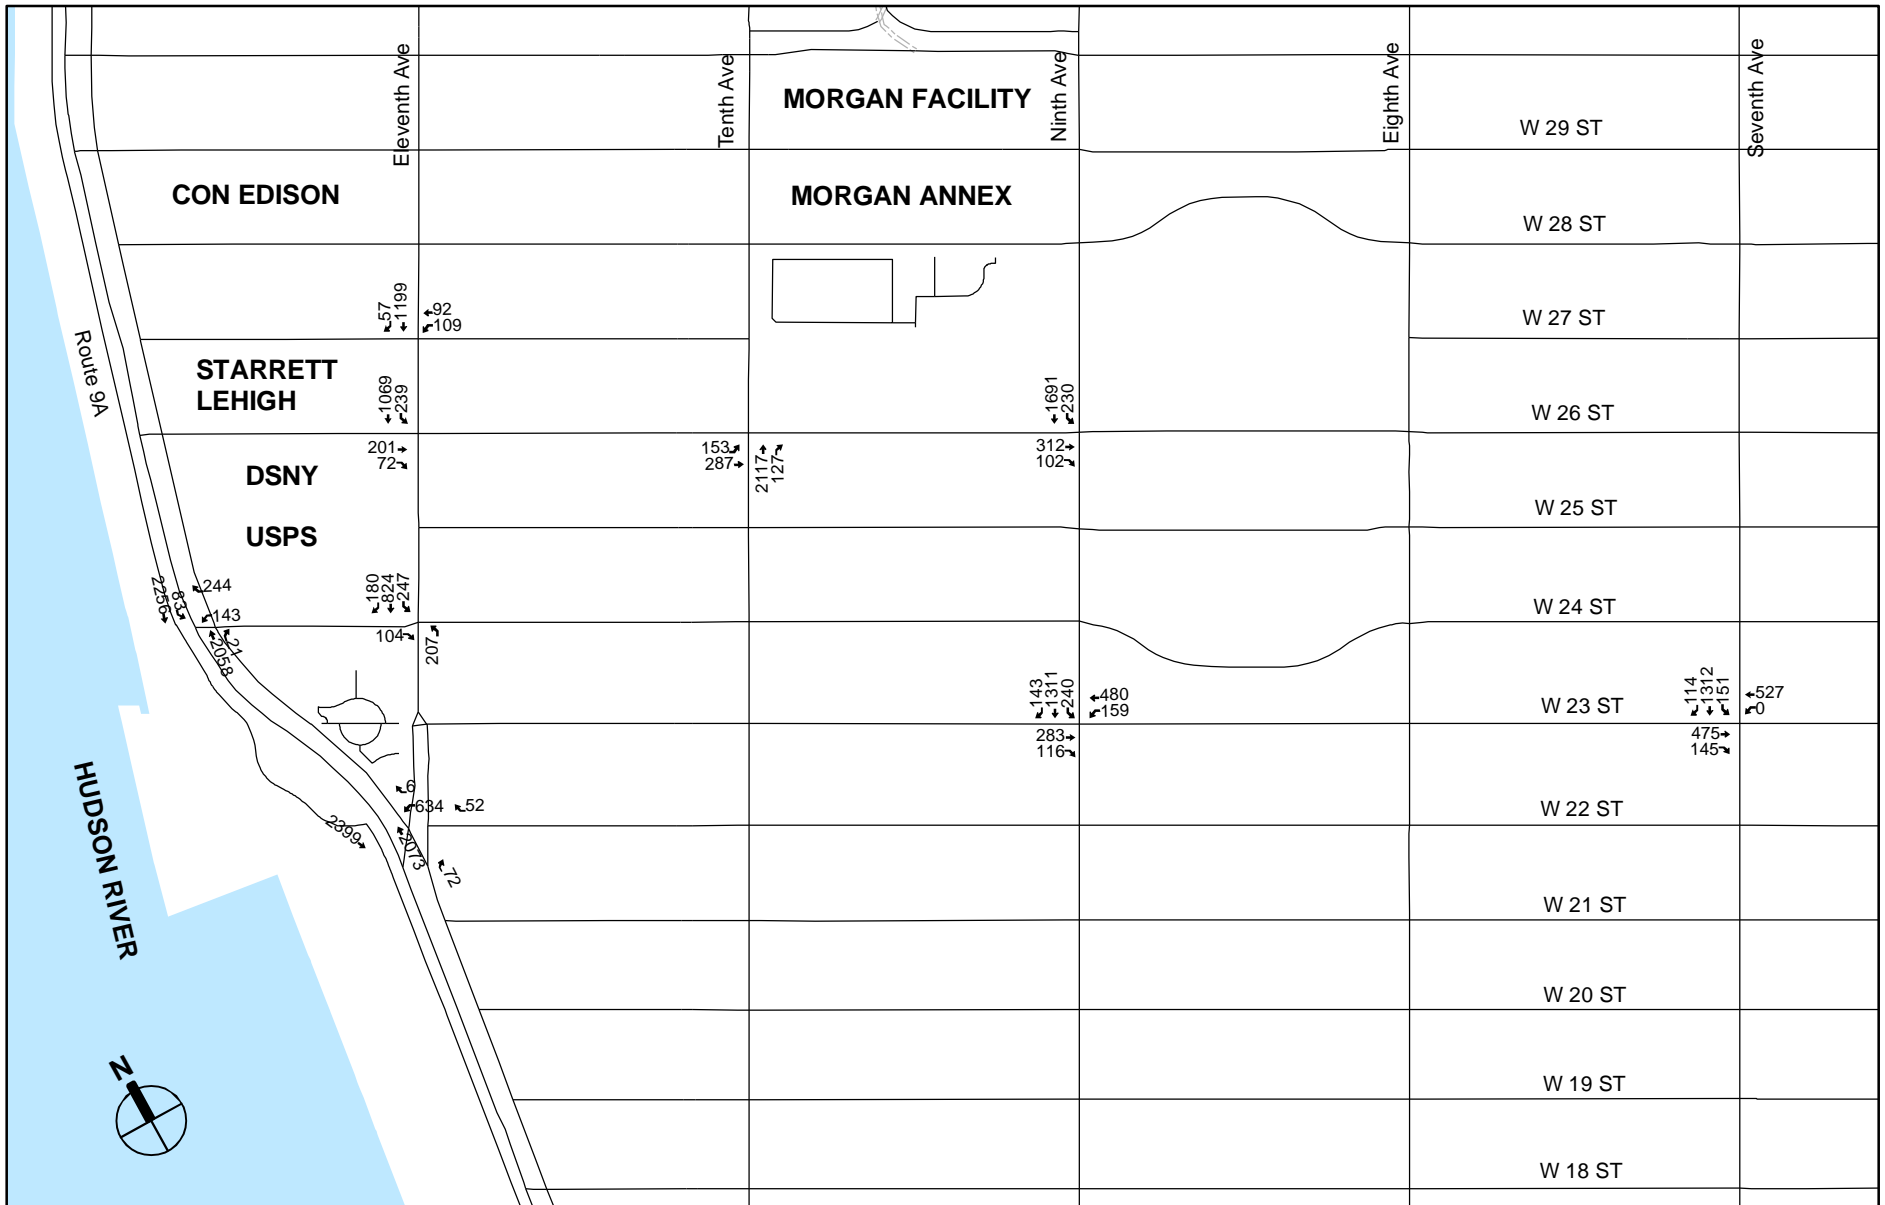 Eleventh Ave
Tenth Ave
Ninth Ave
Eighth Ave
Seventh Ave
MORGAN FACILITY
W 29 ST
CON EDISON
MORGAN ANNEX
W 28 ST
57
1199
92
109
W 27 ST
Route 9A
STARRETT
LEHIGH
1069
239
1691
230
W 26 ST
201
72
153
287
2117
127
312
102
DSNY
USPS
W 25 ST
2256
83
244
143
2058
21
180
824
247
104
207
W 24 ST
143
1311
240
480
159
283
116
W 23 ST
114
1312
151
527
0
475
145
HUDSON RIVER
6
634
52
2399
2073
72
W 22 ST
W 21 ST
W 20 ST
N
W 19 ST
W 18 ST